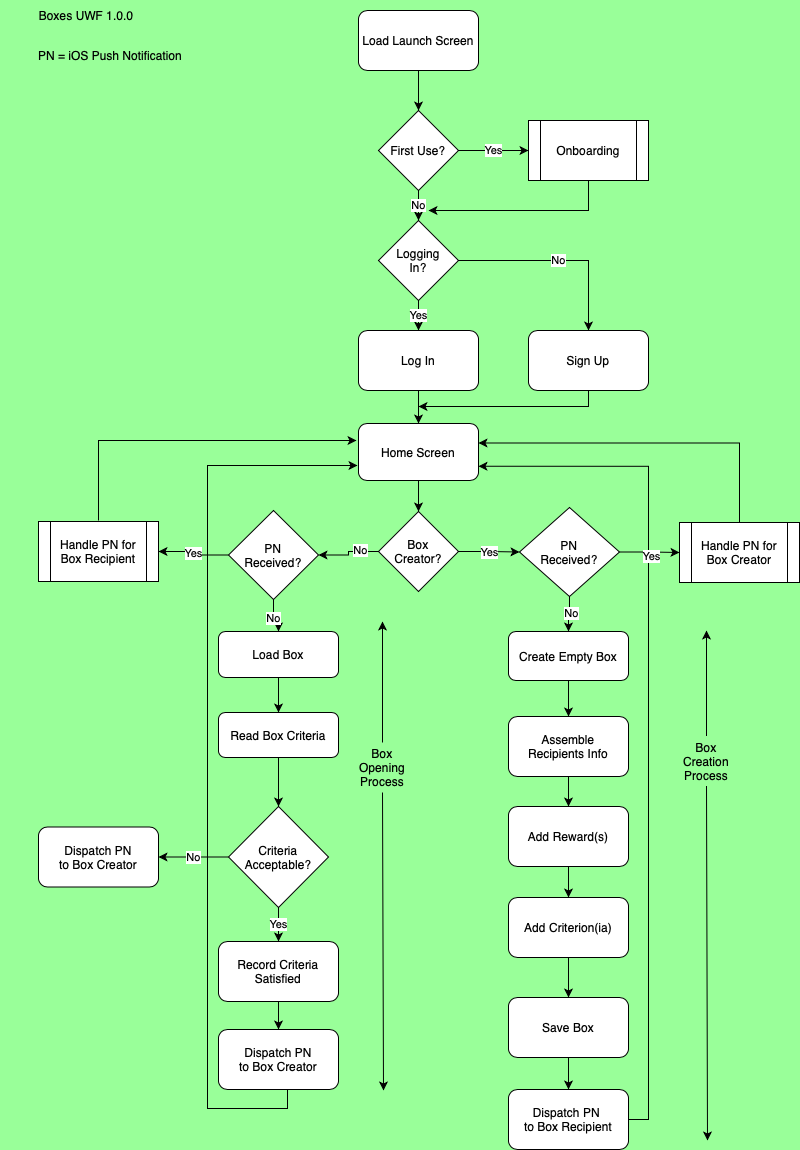 Boxes UWF 1.0.0
PN = iOS Push Notification
Load Launch Screen
First Use?
Yes
Onboarding
No
Logging
In?
No
Yes
Log In
Sign Up
Home Screen
Handle PN for
Box Recipient
Yes
PN
Received?
No
Box
Creator?
Yes
PN
Received?
Yes
Handle PN for
Box Creator
No
No
Load Box
Create Empty Box
Read Box Criteria
Assemble
Recipients Info
Box
Opening
Process
Box
Creation
Process
Add Reward(s)
Dispatch PN
to Box Creator
No
Criteria
Acceptable?
Yes
Add Criterion(ia)
Record Criteria
Satisfied
Save Box
Dispatch PN
to Box Creator
Dispatch PN
to Box Recipient